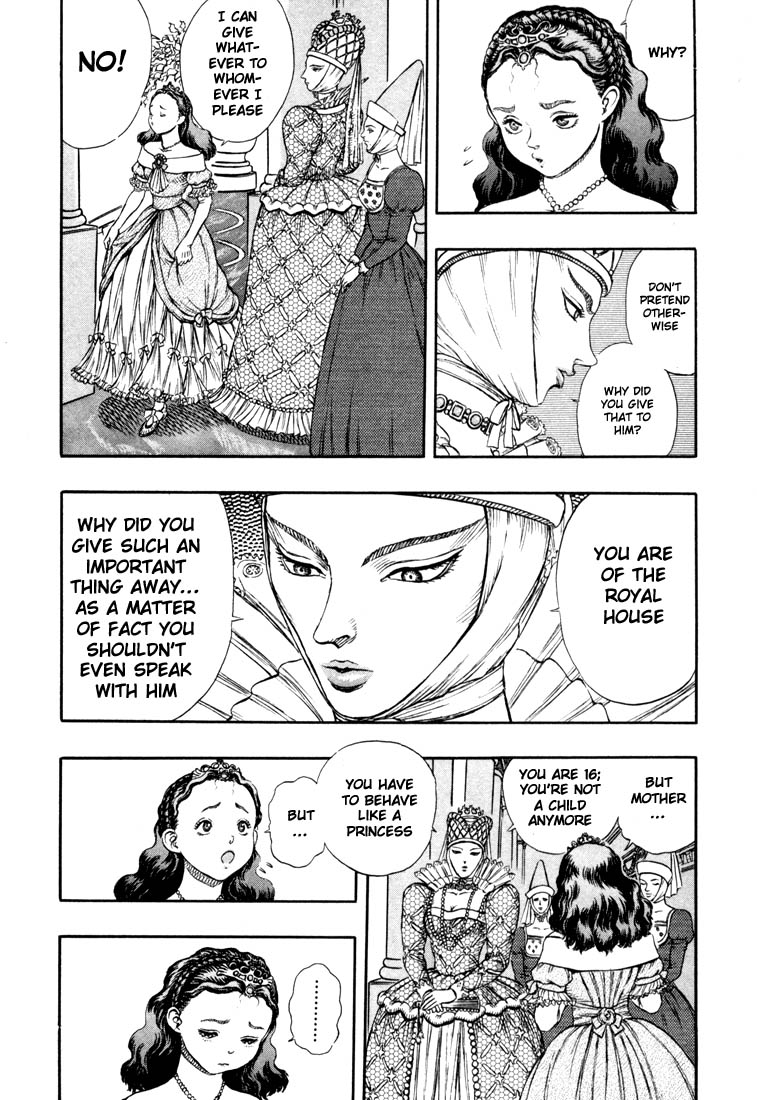 WHY?
I CAN
GIVE
WHAT-
EVER TO
WHOM-
EVER I
PLEASE
NO!
DON'T
PRETEND
OTHER-
WISE
WHY DID
YOU GIVE
THAT TO
HIM?
YOU ARE
OF THE
ROYAL
HOUSE
WHY DID YOU
GIVE SUCH AN
IMPORTANT
THING AWAY...
AS A MATTER
OF FACT YOU
SHOULDN'T
EVEN SPEAK
WITH HIM
BUT
MOTHER
...
YOU ARE 16;
YOU'RE NOT
A CHILD
ANYMORE
YOU HAVE
TO BEHAVE
LIKE A
PRINCESS
BUT
...
........